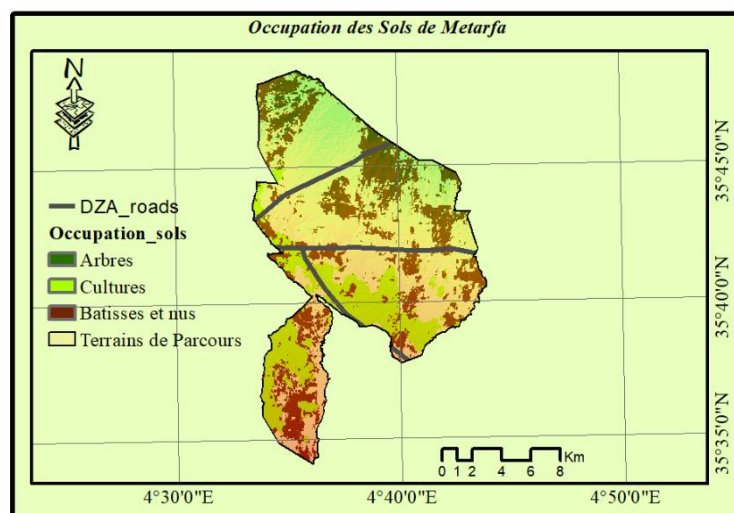 Occupation des Sols de Metarfa
N
DZA_roads
Occupation_sols
Arbres
Cultures
Batisses et nus
Terrains de Parcours
35°45'0"N
35°40'0"N
35°35'0"N
Km
0 1 2 4 6 8
4°30'0"E 4°40'0"E 4°50'0"E